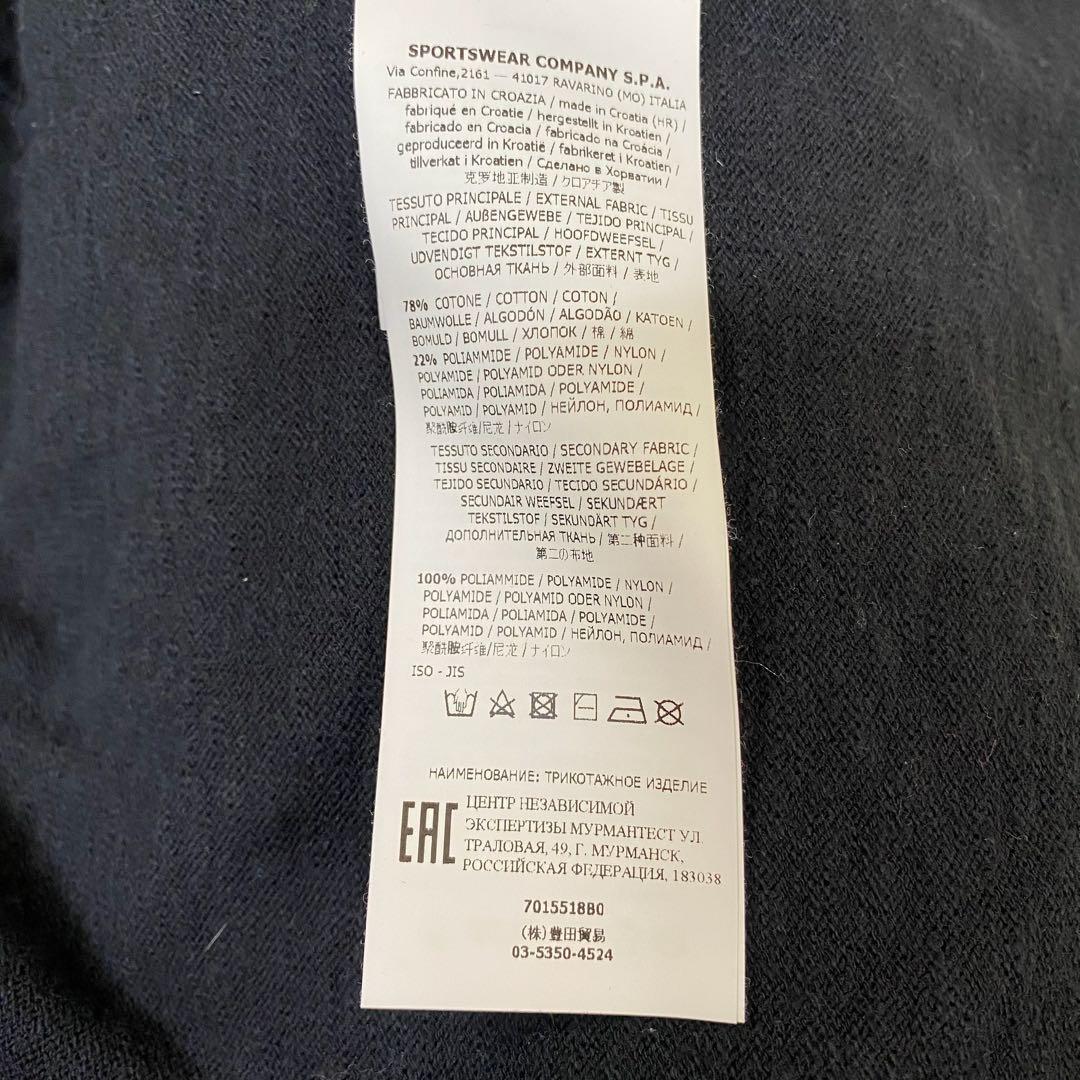 SPORTSWEAR COMPANY S.P.A.
Via Confine,2161 — 41017 RAVARINO (MO) ITALIA
FABBRICATO IN CROAZIA / made in Croatia (HR) /
fabriqué en Croatie / hergestellt in Kroatien /
fabricado en Croacia / fabricado na Croácia /
geproduceerd in Kroatië / fabrikeret i Kroatien /
tillverkat i Kroatien / Сделано в Хорватии /
克罗地亚制造 / クロアチア製
TESSUTO PRINCIPALE / EXTERNAL FABRIC / TISSU
PRINCIPAL / AUßENGEWEBE / TEJIDO PRINCIPAL /
TECIDO PRINCIPAL / HOOFDWEEFSEL /
UDVENDIGT TEKSTILSTOF / EXTERNT TYG /
ОСНОВНАЯ ТКАНЬ / 外部面料 / 表地
78% COTONE / COTTON / COTON /
BAUMWOLLE / ALGODÓN / ALGODÃO / KATOEN /
BOMULD / BOMULL / ХЛОПОК / 棉 / 綿
22% POLIAMMIDE / POLYAMIDE / NYLON /
POLYAMIDE / POLYAMID ODER NYLON /
POLIAMIDA / POLIAMIDA / POLYAMIDE /
POLYAMID / POLYAMID / НЕЙЛОН, ПОЛИАМИД /
聚酰胺纤维/尼龙 / ナイロン
TESSUTO SECONDARIO / SECONDARY FABRIC /
TISSU SECONDAIRE / ZWEITE GEWEBELAGE /
TEJIDO SECUNDARIO / TECIDO SECUNDÁRIO /
SECUNDAIR WEEFSEL / SEKUNDÆRT
TEKSTILSTOF / SEKUNDÄRT TYG /
ДОПОЛНИТЕЛЬНАЯ ТКАНЬ / 第二种面料 /
第二の布地
100% POLIAMMIDE / POLYAMIDE / NYLON /
POLYAMIDE / POLYAMID ODER NYLON /
POLIAMIDA / POLIAMIDA / POLYAMIDE /
POLYAMID / POLYAMID / НЕЙЛОН, ПОЛИАМИД /
聚酰胺纤维/尼龙 / ナイロン
ISO - JIS
НАИМЕНОВАНИЕ: ТРИКОТАЖНОЕ ИЗДЕЛИЕ
EAC
ЦЕНТР НЕЗАВИСИМОЙ
ЭКСПЕРТИЗЫ МУРМАНТЕСТ УЛ.
ТРАЛОВАЯ, 49, Г. МУРМАНСК,
РОССИЙСКАЯ ФЕДЕРАЦИЯ, 183038
7015518B0
(株)豊田貿易
03-5350-4524